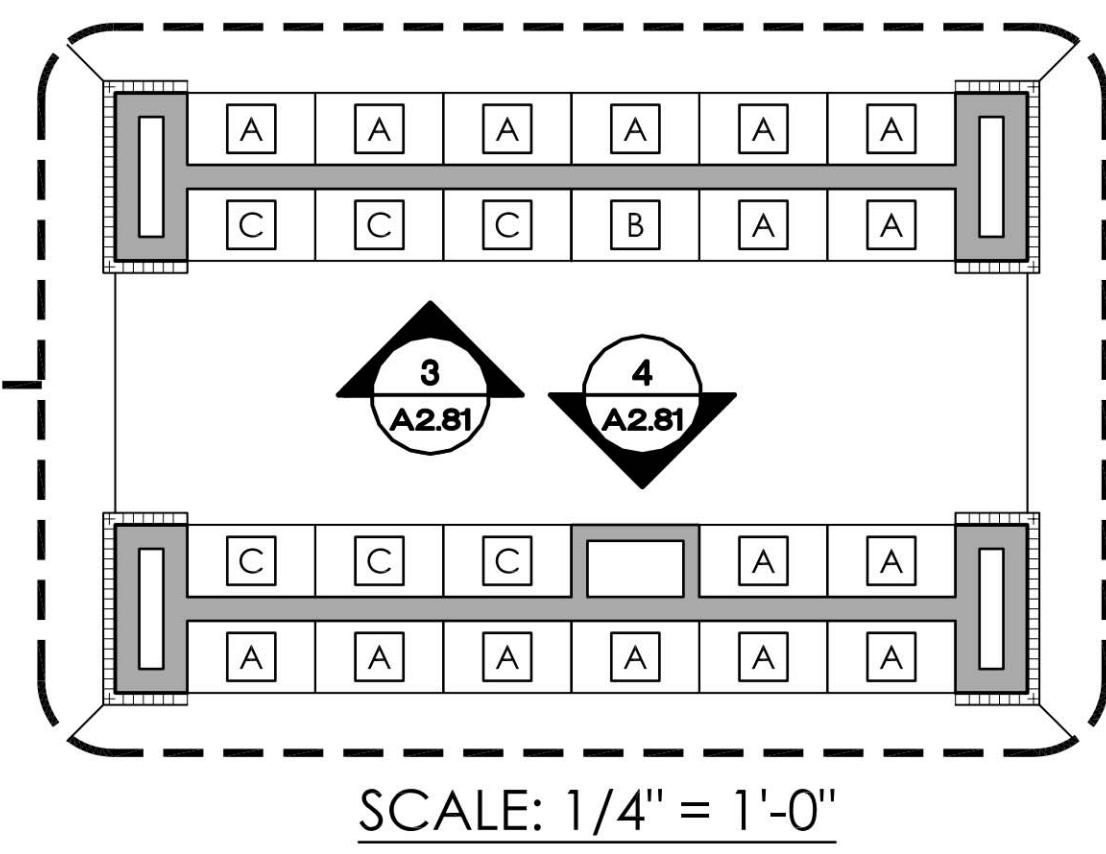 A A A A A A
C C C B A A
3
A2.81
4
A2.81
C C C A A
A A A A A A
SCALE: 1/4" = 1'-0"